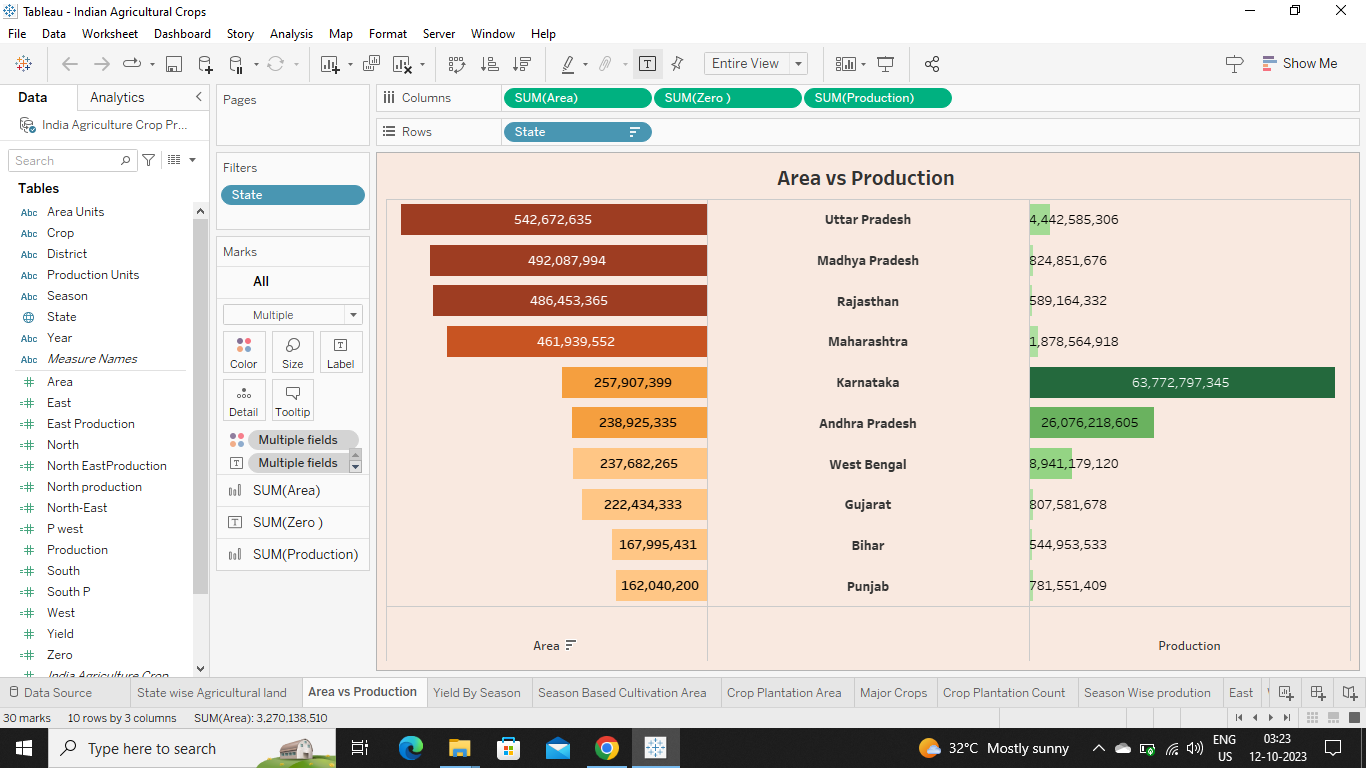 Tableau - Indian Agricultural Crops
File Data Worksheet Dashboard Story Analysis Map Format Server Window Help
Entire View
Show Me
Data Analytics
India Agriculture Crop Pr...
Search
Tables
Abc Area Units
Abc Crop
Abc District
Abc Production Units
Abc Season
State
Abc Year
Abc Measure Names
Area
East
East Production
North
North EastProduction
North production
North-East
P west
Production
South
South P
West
Yield
Zero
Pages
Filters
State
Marks
All
Multiple
Color Size Label
Detail Tooltip
Multiple fields
Multiple fields
SUM(Area)
SUM(Zero )
SUM(Production)
Columns SUM(Area) SUM(Zero ) SUM(Production)
Rows State
Area vs Production
542,672,635 Uttar Pradesh 4,442,585,306
492,087,994 Madhya Pradesh 824,851,676
486,453,365 Rajasthan 589,164,332
461,939,552 Maharashtra 1,878,564,918
257,907,399 Karnataka 63,772,797,345
238,925,335 Andhra Pradesh 26,076,218,605
237,682,265 West Bengal 8,941,179,120
222,434,333 Gujarat 807,581,678
167,995,431 Bihar 544,953,533
162,040,200 Punjab 781,551,409
Area Production
Data Source State wise Agricultural land Area vs Production Yield By Season Season Based Cultivation Area Crop Plantation Area Major Crops Crop Plantation Count Season Wise prodution East
30 marks 10 rows by 3 columns SUM(Area): 3,270,138,510
Type here to search
32°C Mostly sunny
ENG
US
03:23
12-10-2023